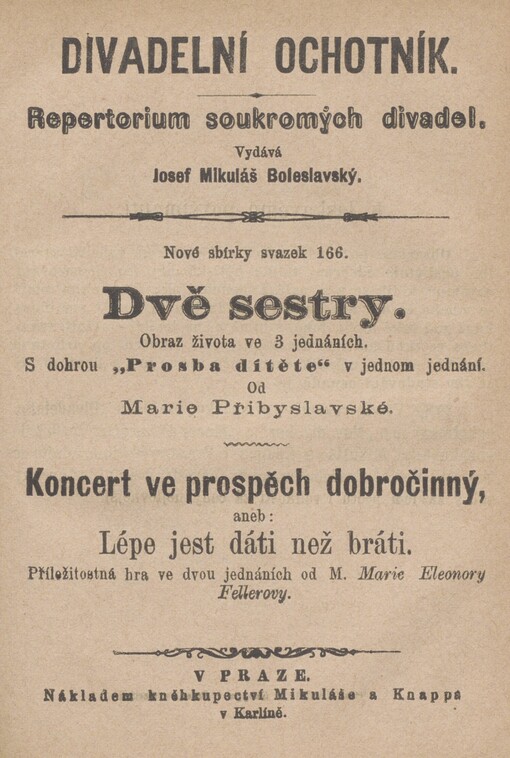 DIVADELNÍ OCHOTNÍK.
Repertorium soukromých divadel.
Vydává
Josef Mikuláš Boleslavský.
Nové sbírky svazek 166.
Dvě sestry.
Obraz života ve 3 jednáních.
S dohrou „Prosba dítěte“ v jednom jednání.
Od
Marie Přibyslavské.
Koncert ve prospěch dobročinný,
aneb:
Lépe jest dáti než bráti.
Příležitostná hra ve dvou jednáních od M. Marie Eleonory
Fellerovy.
V PRAZE.
Nákladem kněhkupectví Mikuláše a Knappa
v Karlíně.